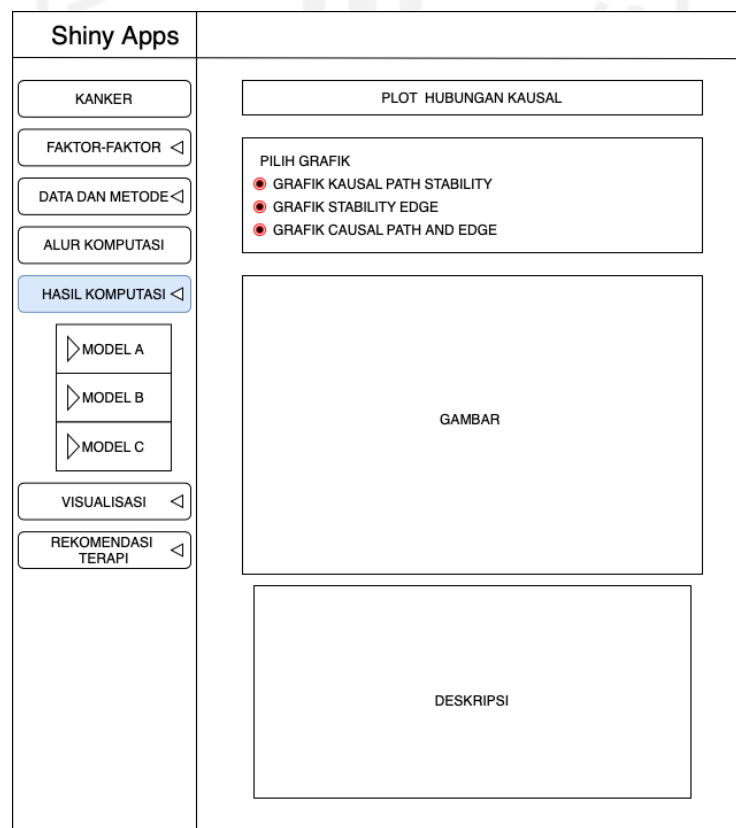 Shiny Apps
KANKER
FAKTOR-FAKTOR
DATA DAN METODE
ALUR KOMPUTASI
HASIL KOMPUTASI
MODEL A
MODEL B
MODEL C
VISUALISASI
REKOMENDASI
TERAPI
PLOT HUBUNGAN KAUSAL
PILIH GRAFIK
GRAFIK KAUSAL PATH STABILITY
GRAFIK STABILITY EDGE
GRAFIK CAUSAL PATH AND EDGE
GAMBAR
DESKRIPSI